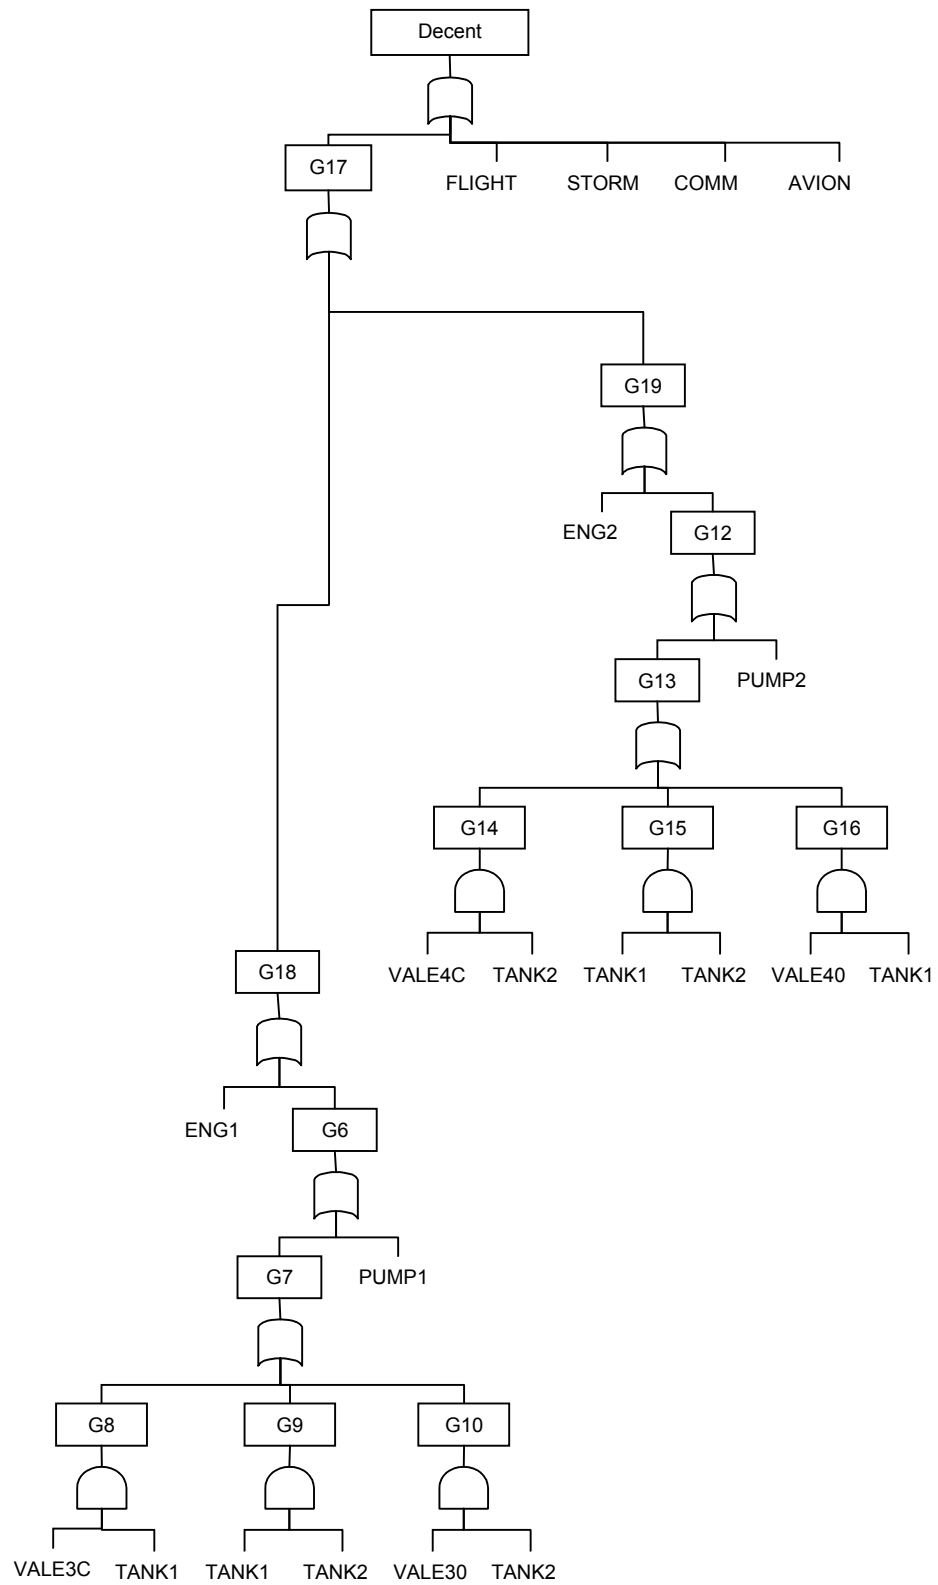 Decent
G17
FLIGHT STORM COMM AVION
G19
ENG2 G12
G13 PUMP2
G14 G15 G16
VALE4C TANK2 TANK1 TANK2 VALE40 TANK1
G18
ENG1 G6
G7 PUMP1
G8 G9 G10
VALE3C TANK1 TANK1 TANK2 VALE30 TANK2